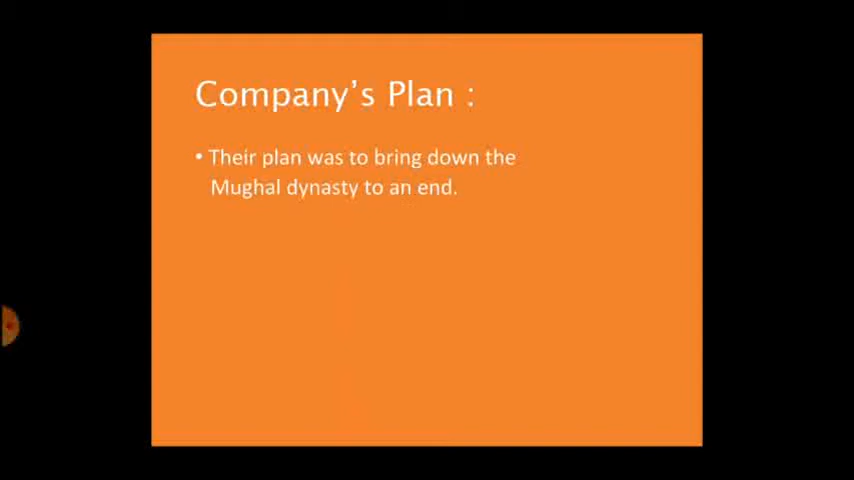 Company’s Plan :
• Their plan was to bring down the
Mughal dynasty to an end.